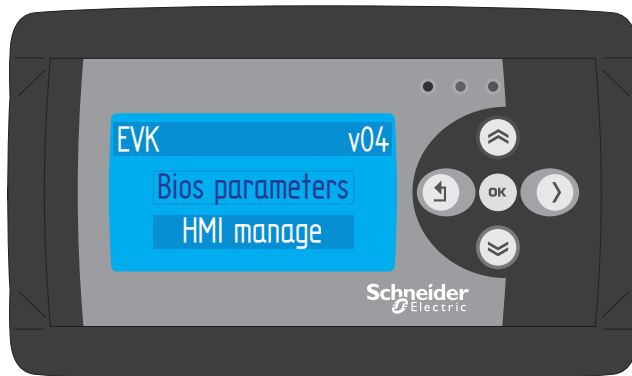 EVK v04
Bios parameters
HMI manage
OK
Schneider
Electric